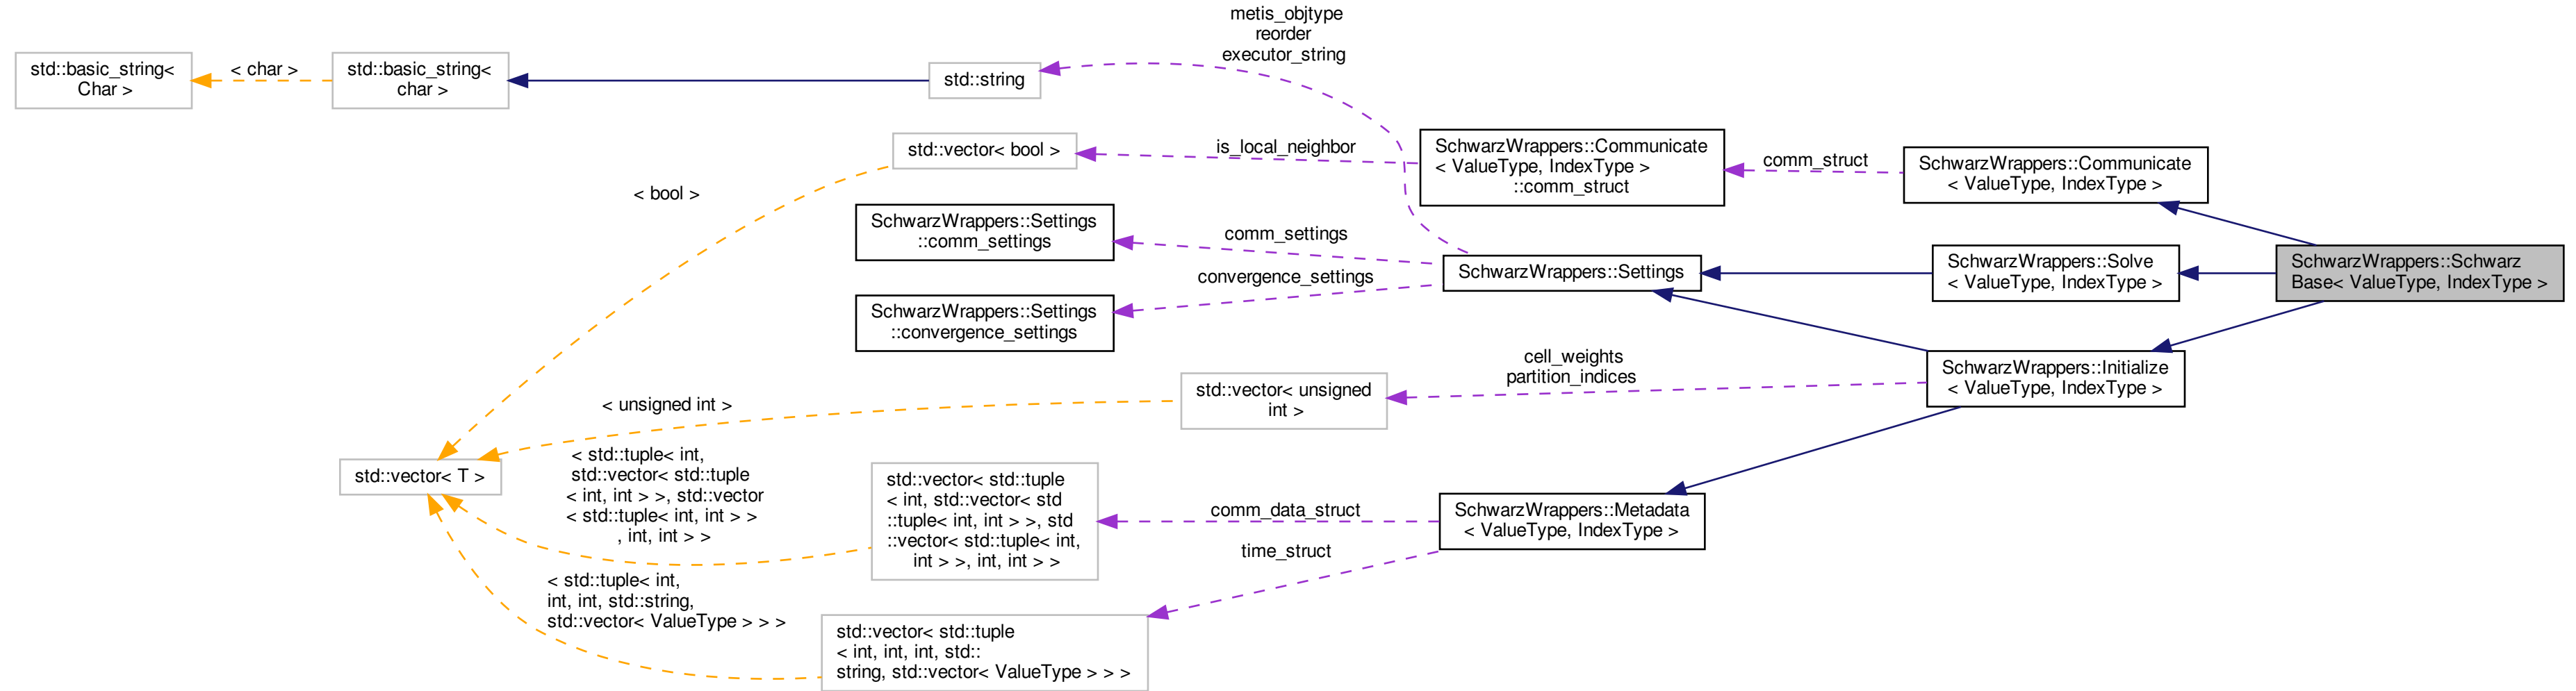 metis_objtype
reorder
executor_string
std::basic_string<
Char >
< char >
std::basic_string<
char >
std::string
std::vector< bool >
is_local_neighbor
SchwarzWrappers::Communicate
< ValueType, IndexType >
::comm_struct
comm_struct
SchwarzWrappers::Communicate
< ValueType, IndexType >
< bool >
SchwarzWrappers::Settings
::comm_settings
comm_settings
convergence_settings
SchwarzWrappers::Settings
SchwarzWrappers::Solve
< ValueType, IndexType >
SchwarzWrappers::Schwarz
Base< ValueType, IndexType >
SchwarzWrappers::Settings
::convergence_settings
cell_weights
partition_indices
SchwarzWrappers::Initialize
< ValueType, IndexType >
< unsigned int >
std::vector< unsigned
int >
std::vector< T >
< std::tuple< int,
std::vector< std::tuple
< int, int > >, std::vector
< std::tuple< int, int > >
, int, int > >
std::vector< std::tuple
< int, std::vector< std
::tuple< int, int > >, std
::vector< std::tuple< int,
int > >, int, int > >
comm_data_struct
time_struct
SchwarzWrappers::Metadata
< ValueType, IndexType >
< std::tuple< int,
int, int, std::string,
std::vector< ValueType > > >
std::vector< std::tuple
< int, int, int, std::
string, std::vector< ValueType > > >